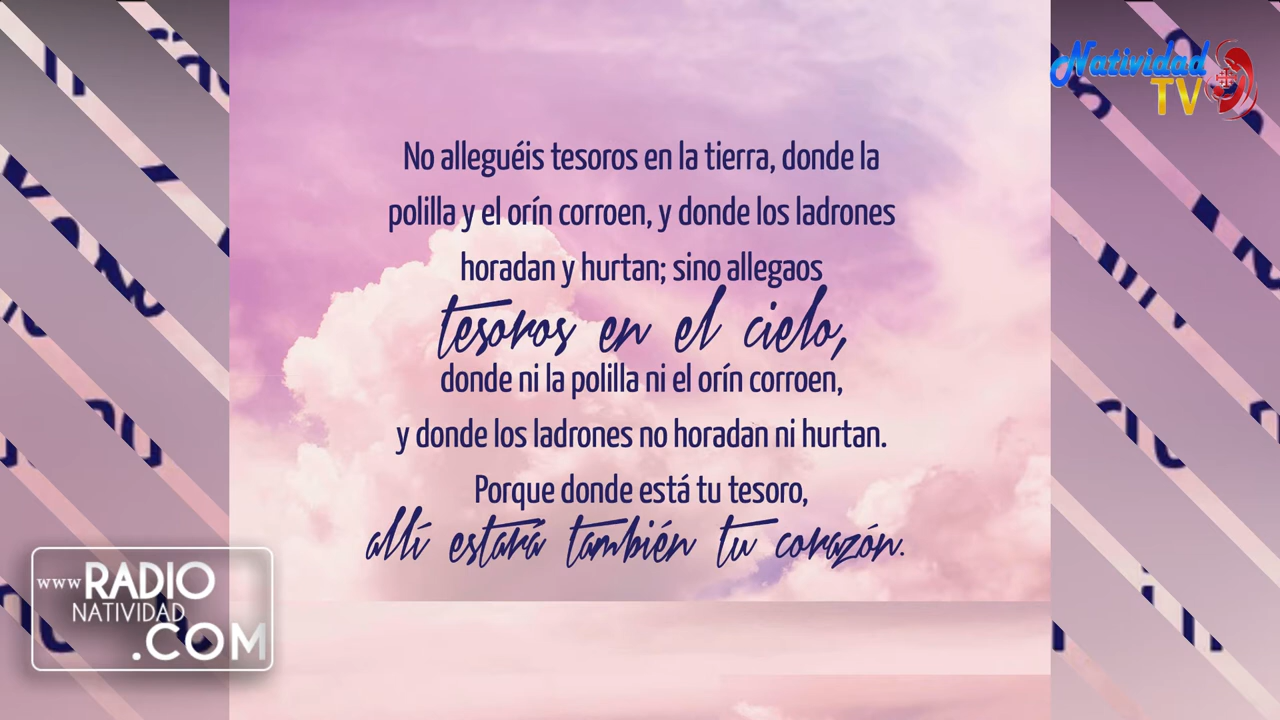 Natividad
TV
No alleguéis tesoros en la tierra, donde la
polilla y el orín corroen, y donde los ladrones
horadan y hurtan; sino allegaos
tesoros en el cielo,
donde ni la polilla ni el orín corroen,
y donde los ladrones no horadan ni hurtan.
Porque donde está tu tesoro,
allí estará también tu corazón.
www RADIO
NATIVIDAD
.COM